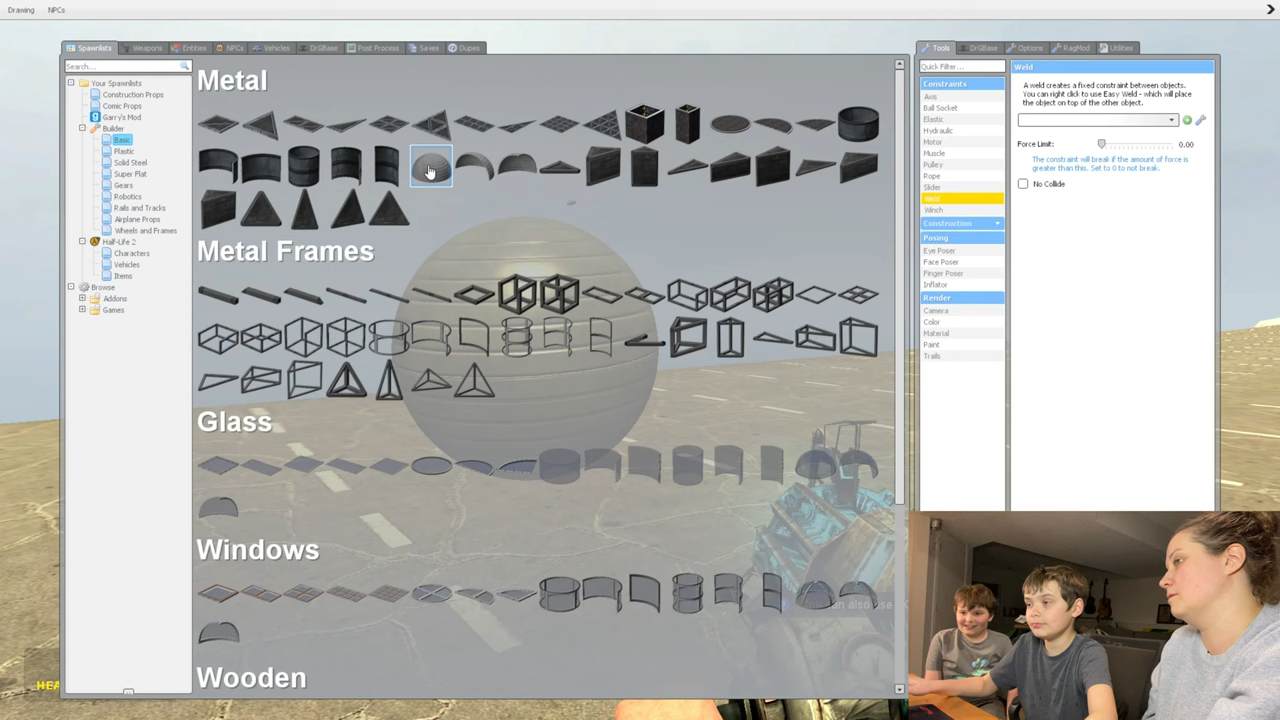 Drawing NPCs
Spawnlists Weapons Entities NPCs Vehicles DrGBase Post Process Saves Dupes
Search...
Your Spawnlists
Construction Props
Comic Props
Garry's Mod
Builder
Basic
Plastic
Solid Steel
Super Flat
Gears
Robotics
Rails and Tracks
Airplane Props
Wheels and Frames
Half-Life 2
Characters
Vehicles
Items
Browse
Addons
Games
Metal
Metal Frames
Glass
Windows
Wooden
an also use
HEA
Tools DrGBase Options RagMod Utilities
Quick Filter...
Constraints
Axis
Ball Socket
Elastic
Hydraulic
Motor
Muscle
Pulley
Rope
Slider
Weld
Winch
Construction
Posing
Eye Poser
Face Poser
Finger Poser
Inflator
Render
Camera
Color
Material
Paint
Trails
Weld
A weld creates a fixed constraint between objects.
You can right click to use Easy Weld - which will place
the object on top of the other object.
Force Limit: 0.00
The constraint will break if the amount of force is
greater than this. Set to 0 to not break.
No Collide